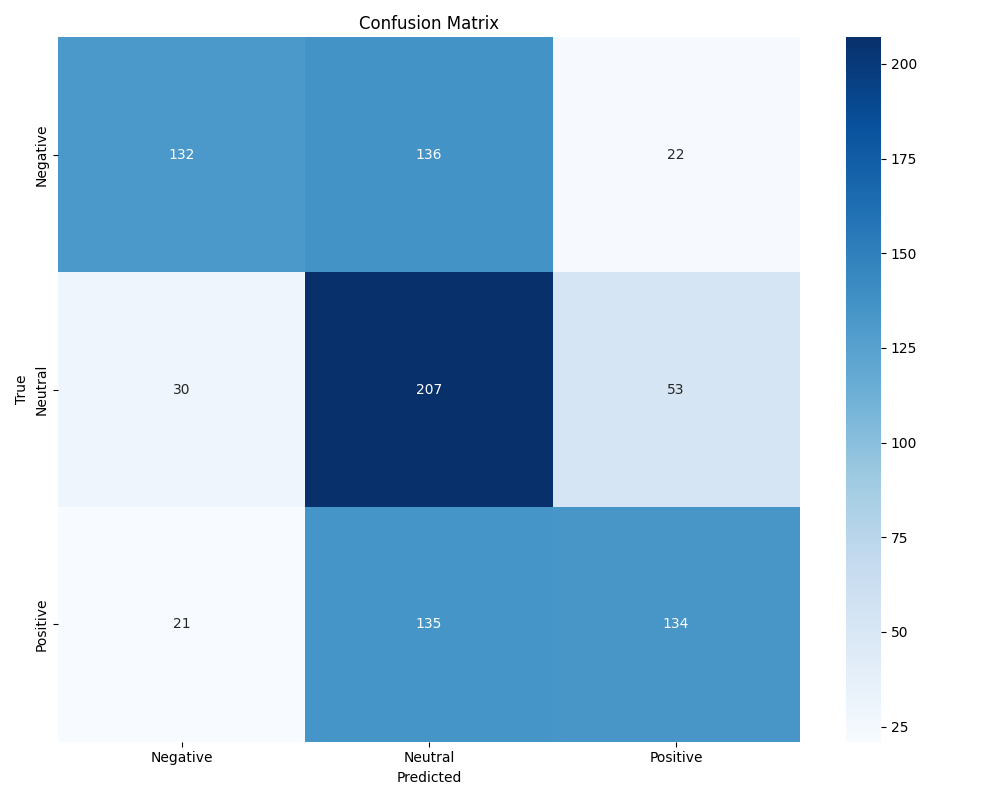 Confusion Matrix
True
Negative
132 136 22
Neutral
30 207 53
Positive
21 135 134
Negative Neutral Positive
Predicted
200
175
150
125
100
75
50
25